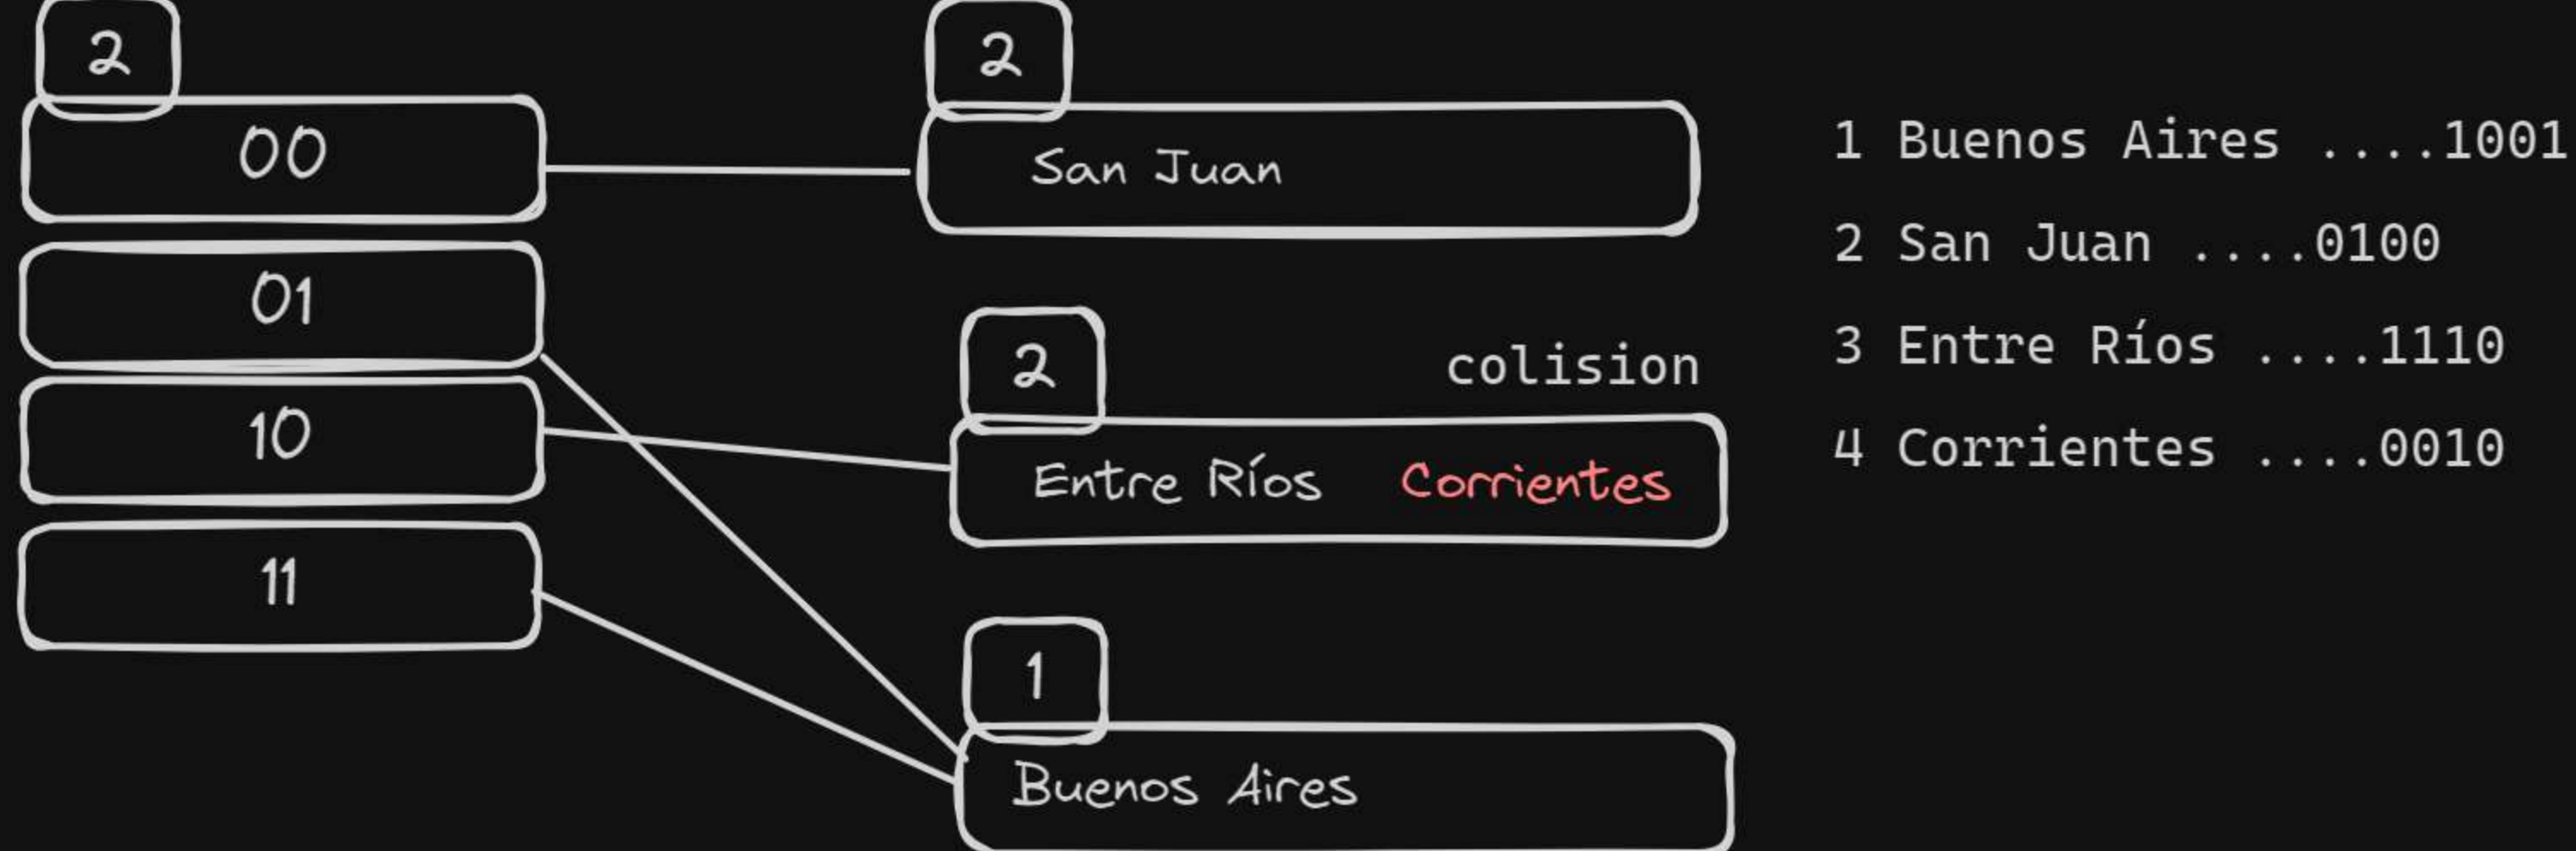 2
00
01
10
11
2
San Juan
2
colision
Entre Ríos Corrientes
1
Buenos Aires
1 Buenos Aires ....1001
2 San Juan ....0100
3 Entre Ríos ....1110
4 Corrientes ....0010